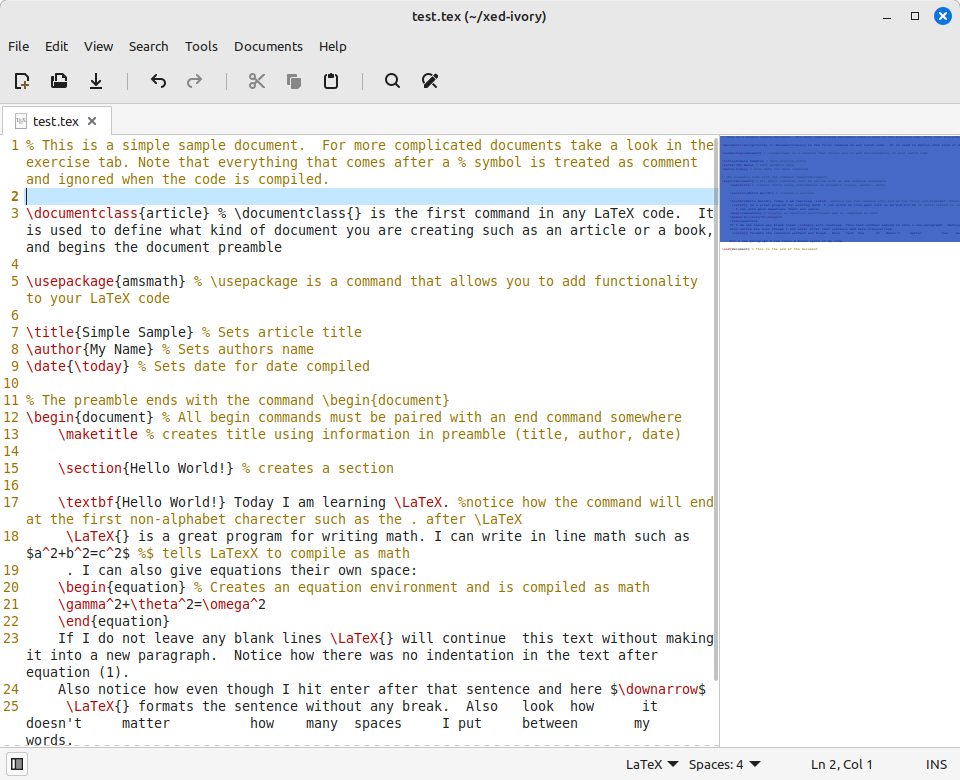 test.tex (~/xed-ivory)
File Edit View Search Tools Documents Help
test.tex
1 % This is a simple sample document.  For more complicated documents take a look in the
exercise tab. Note that everything that comes after a % symbol is treated as comment
and ignored when the code is compiled.
2
3 \documentclass{article} % \documentclass{} is the first command in any LaTeX code.  It
is used to define what kind of document you are creating such as an article or a book,
and begins the document preamble
4
5 \usepackage{amsmath} % \usepackage is a command that allows you to add functionality
to your LaTeX code
6
7 \title{Simple Sample} % Sets article title
8 \author{My Name} % Sets authors name
9 \date{\today} % Sets date for date compiled
10
11 % The preamble ends with the command \begin{document}
12 \begin{document} % All begin commands must be paired with an end command somewhere
13     \maketitle % creates title using information in preamble (title, author, date)
14
15     \section{Hello World!} % creates a section
16
17     \textbf{Hello World!} Today I am learning \LaTeX. %notice how the command will end
at the first non-alphabet charecter such as the . after \LaTeX
18      \LaTeX{} is a great program for writing math. I can write in line math such as
$a^2+b^2=c^2$ %$ tells LaTexX to compile as math
19      . I can also give equations their own space:
20     \begin{equation} % Creates an equation environment and is compiled as math
21     \gamma^2+\theta^2=\omega^2
22     \end{equation}
23     If I do not leave any blank lines \LaTeX{} will continue  this text without making
it into a new paragraph.  Notice how there was no indentation in the text after
equation (1).
24     Also notice how even though I hit enter after that sentence and here $\downarrow$
25      \LaTeX{} formats the sentence without any break.  Also   look  how      it
doesn't     matter          how    many  spaces     I put     between       my
words.
LaTeX Spaces: 4 Ln 2, Col 1 INS